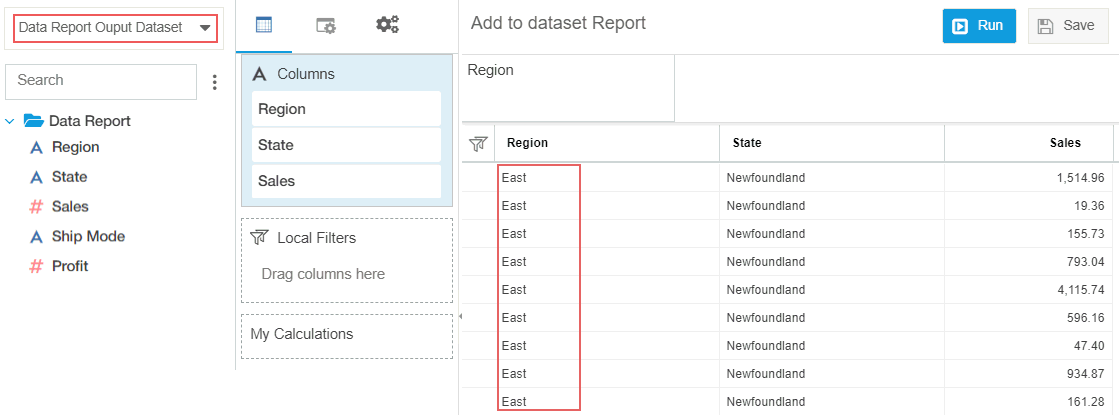 Data Report Ouput Dataset
Search
Data Report
Region
State
Sales
Ship Mode
Profit
Columns
Region
State
Sales
Local Filters
Drag columns here
My Calculations
Add to dataset Report
Run
Save
Region
Region State Sales
East Newfoundland 1,514.96
East Newfoundland 19.36
East Newfoundland 155.73
East Newfoundland 793.04
East Newfoundland 4,115.74
East Newfoundland 596.16
East Newfoundland 47.40
East Newfoundland 934.87
East Newfoundland 161.28